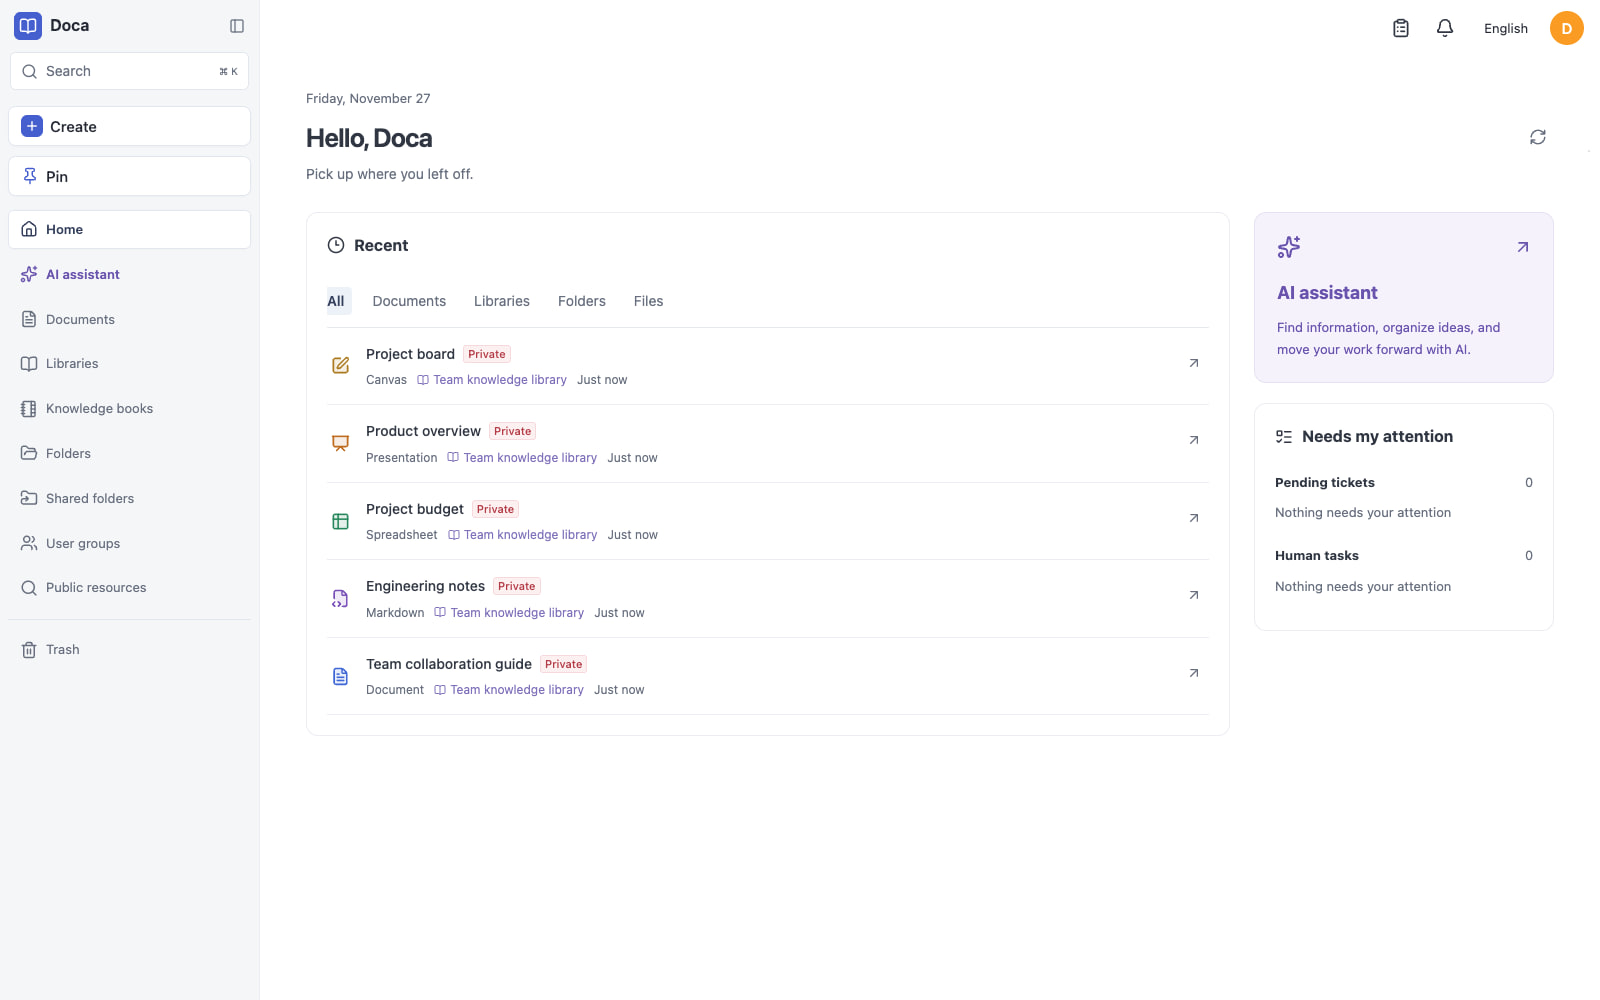 Doca
Search ⌘ K
Create
Pin
Home
AI assistant
Documents
Libraries
Knowledge books
Folders
Shared folders
User groups
Public resources
Trash
English
D
Friday, November 27
Hello, Doca
Pick up where you left off.
Recent
All Documents Libraries Folders Files
Project board Private
Canvas Team knowledge library Just now
Product overview Private
Presentation Team knowledge library Just now
Project budget Private
Spreadsheet Team knowledge library Just now
Engineering notes Private
Markdown Team knowledge library Just now
Team collaboration guide Private
Document Team knowledge library Just now
AI assistant
Find information, organize ideas, and
move your work forward with AI.
Needs my attention
Pending tickets 0
Nothing needs your attention
Human tasks 0
Nothing needs your attention